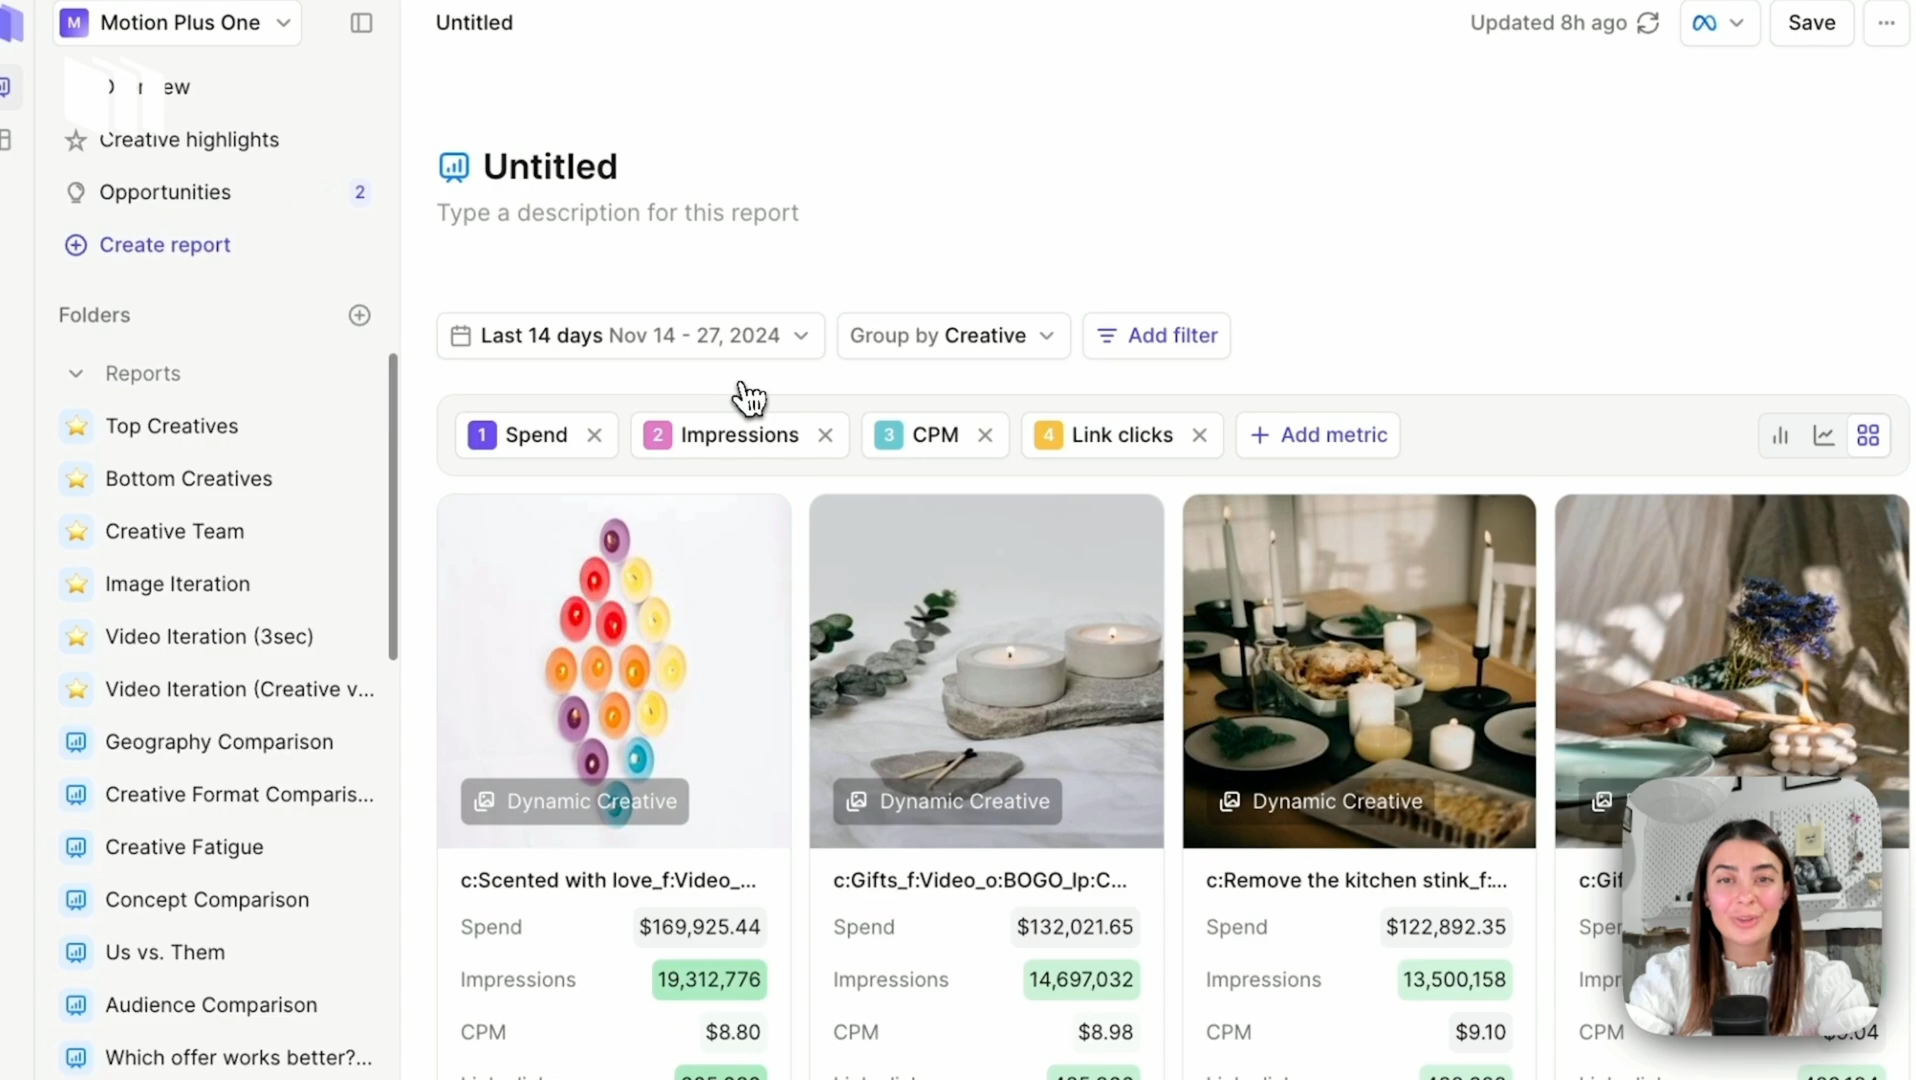 M Motion Plus One
Untitled
Updated 8h ago
Save
Creative highlights
Opportunities
2
Create report
Untitled
Type a description for this report
Folders
Last 14 days Nov 14 - 27, 2024
Group by Creative
Add filter
Reports
1 Spend
2 Impressions
3 CPM
4 Link clicks
+ Add metric
Top Creatives
Bottom Creatives
Creative Team
Image Iteration
Video Iteration (3sec)
Video Iteration (Creative v...
Geography Comparison
Creative Format Comparis...
Creative Fatigue
Concept Comparison
Us vs. Them
Audience Comparison
Which offer works better?...
Dynamic Creative
c:Scented with love_f:Video_...
Spend $169,925.44
Impressions 19,312,776
CPM $8.80
Dynamic Creative
c:Gifts_f:Video_o:BOGO_lp:C...
Spend $132,021.65
Impressions 14,697,032
CPM $8.98
Dynamic Creative
c:Remove the kitchen stink_f:...
Spend $122,892.35
Impressions 13,500,158
CPM $9.10
CPM